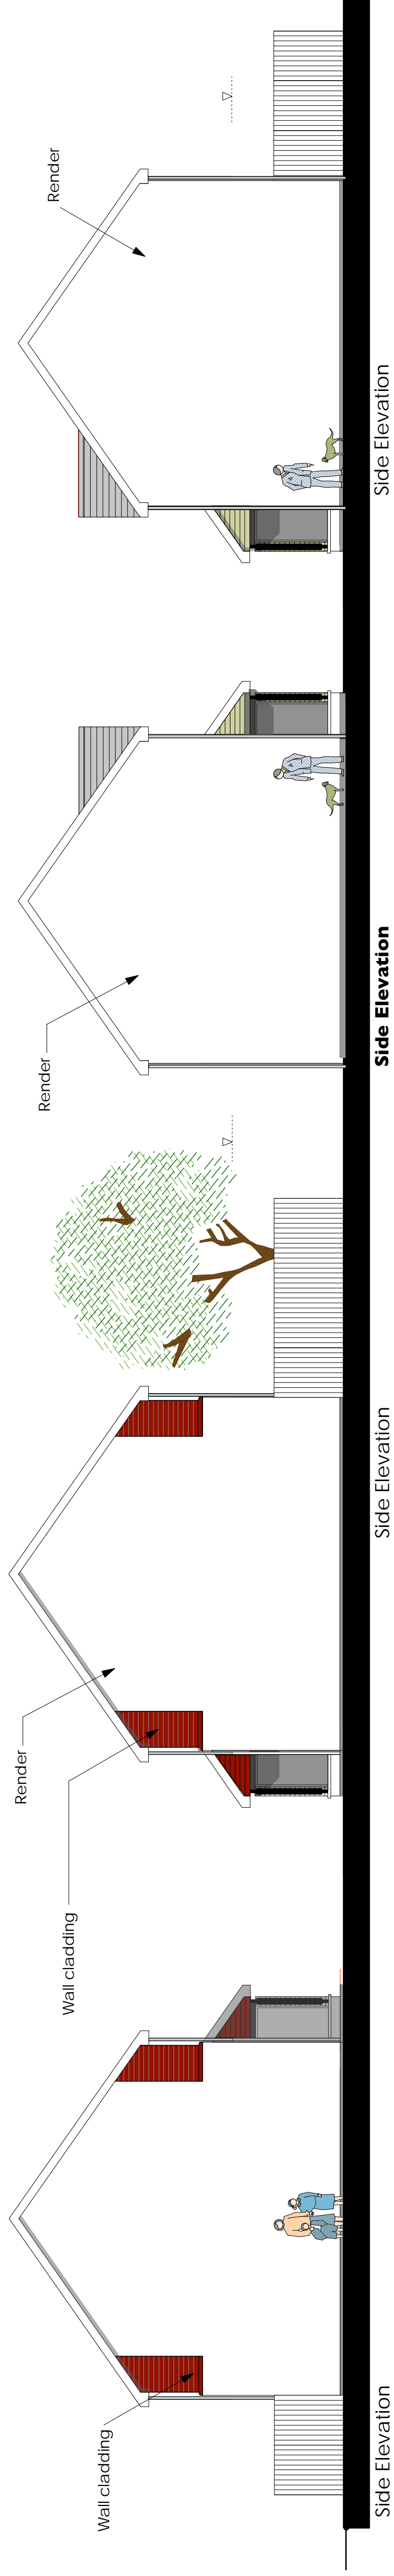 Wall cladding
Wall cladding
Render
Render
Render
Side Elevation
Side Elevation
Side Elevation
Side Elevation